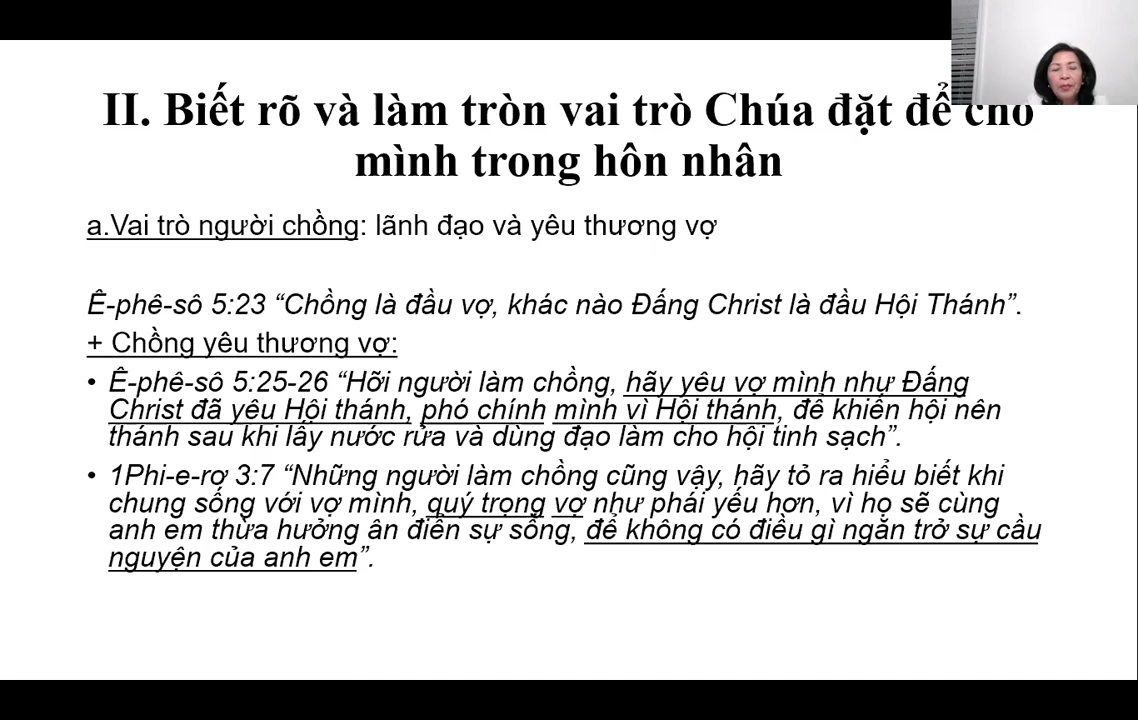 II. Biết rõ và làm tròn vai trò Chúa đặt để cho
mình trong hôn nhân
a.Vai trò người chồng: lãnh đạo và yêu thương vợ
Ê-phê-sô 5:23 “Chồng là đầu vợ, khác nào Đấng Christ là đầu Hội Thánh”.
+ Chồng yêu thương vợ:
• Ê-phê-sô 5:25-26 “Hỡi người làm chồng, hãy yêu vợ mình như Đấng
Christ đã yêu Hội thánh, phó chính mình vì Hội thánh, để khiến hội nên
thánh sau khi lấy nước rửa và dùng đạo làm cho hội tinh sạch”.
• 1Phi-e-rơ 3:7 “Những người làm chồng cũng vậy, hãy tỏ ra hiểu biết khi
chung sống với vợ mình, quý trọng vợ như phái yếu hơn, vì họ sẽ cùng
anh em thừa hưởng ân điển sự sống, để không có điều gì ngăn trở sự cầu
nguyện của anh em”.